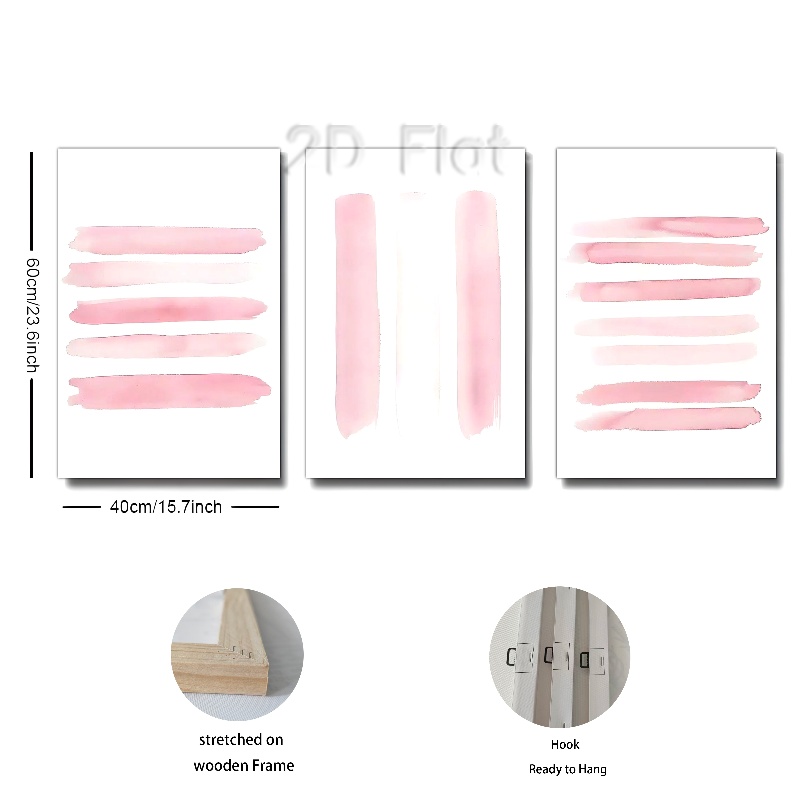 2D Flat
60cm/23.6inch
40cm/15.7inch
stretched on
wooden Frame
Hook
Ready to Hang